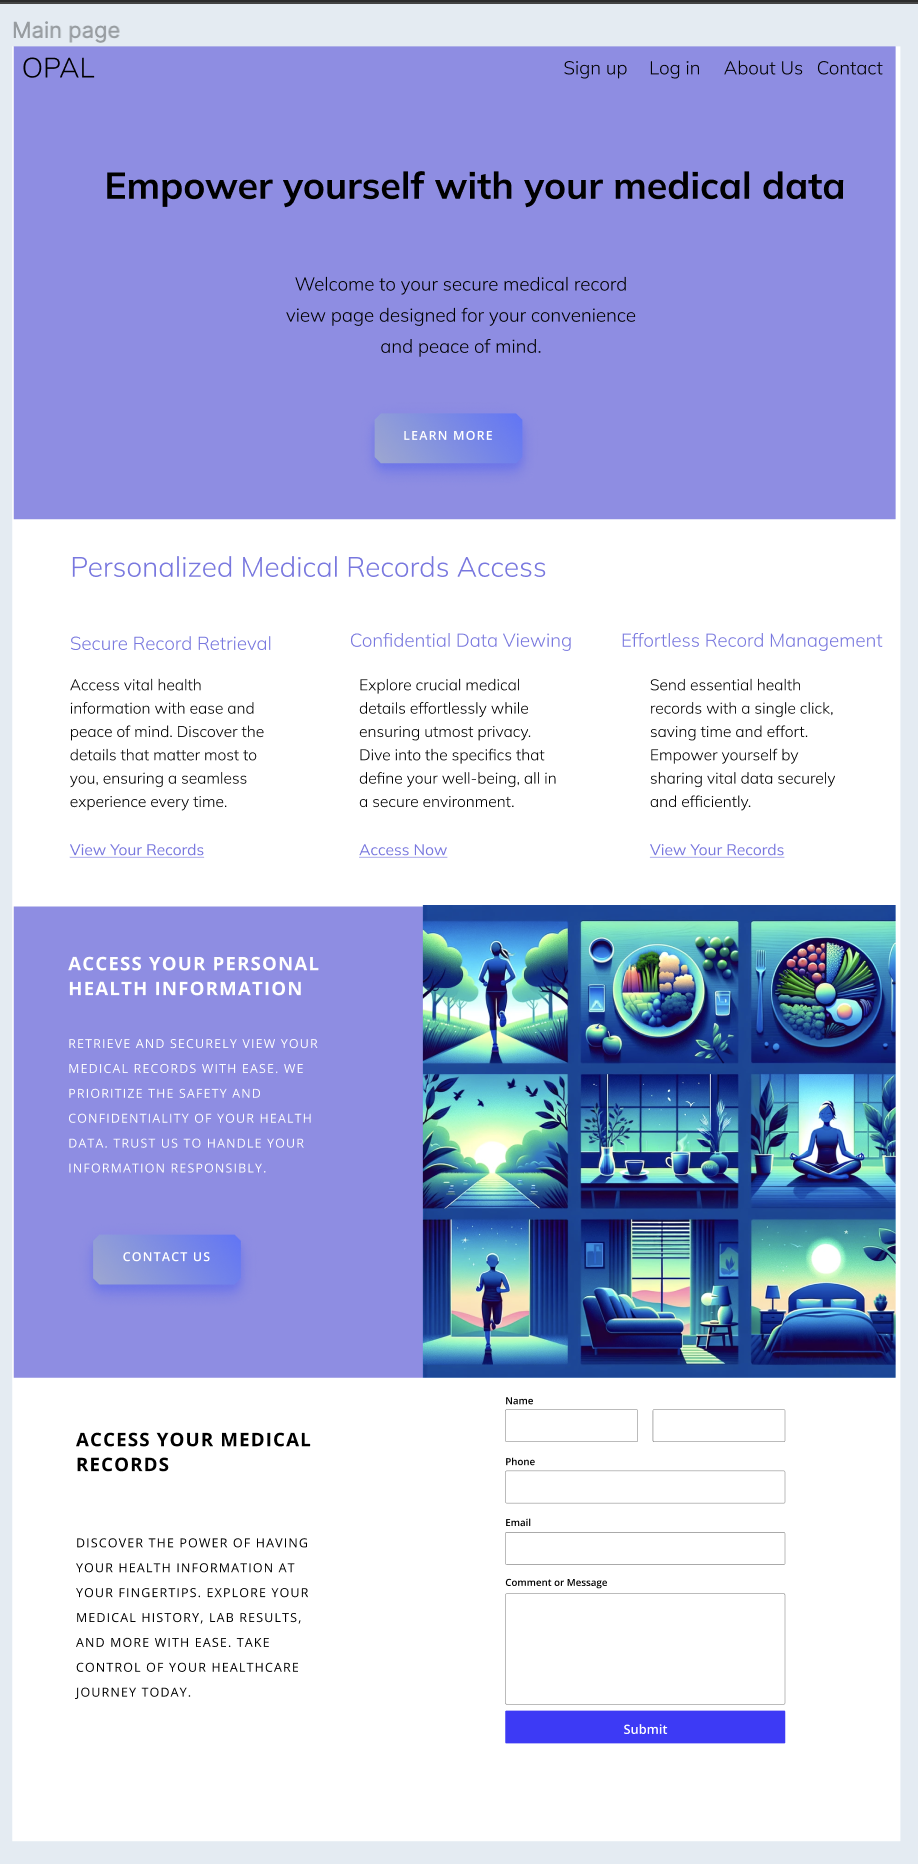 Main page
OPAL
Sign up Log in About Us Contact
Empower yourself with your medical data
Welcome to your secure medical record
view page designed for your convenience
and peace of mind.
LEARN MORE
Personalized Medical Records Access
Secure Record Retrieval
Access vital health
information with ease and
peace of mind. Discover the
details that matter most to
you, ensuring a seamless
experience every time.
View Your Records
Confidential Data Viewing
Explore crucial medical
details effortlessly while
ensuring utmost privacy.
Dive into the specifics that
define your well-being, all in
a secure environment.
Access Now
Effortless Record Management
Send essential health
records with a single click,
saving time and effort.
Empower yourself by
sharing vital data securely
and efficiently.
View Your Records
ACCESS YOUR PERSONAL
HEALTH INFORMATION
RETRIEVE AND SECURELY VIEW YOUR
MEDICAL RECORDS WITH EASE. WE
PRIORITIZE THE SAFETY AND
CONFIDENTIALITY OF YOUR HEALTH
DATA. TRUST US TO HANDLE YOUR
INFORMATION RESPONSIBLY.
CONTACT US
ACCESS YOUR MEDICAL
RECORDS
DISCOVER THE POWER OF HAVING
YOUR HEALTH INFORMATION AT
YOUR FINGERTIPS. EXPLORE YOUR
MEDICAL HISTORY, LAB RESULTS,
AND MORE WITH EASE. TAKE
CONTROL OF YOUR HEALTHCARE
JOURNEY TODAY.
Name
Phone
Email
Comment or Message
Submit